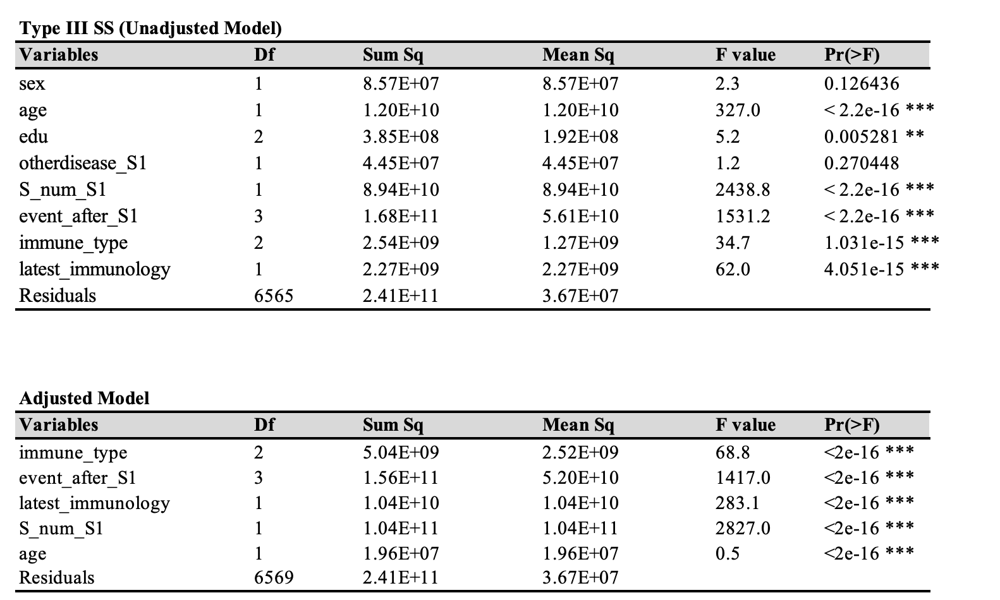 Type III SS (Unadjusted Model)
Variables Df Sum Sq Mean Sq F value Pr(>F)
sex 1 8.57E+07 8.57E+07 2.3 0.126436
age 1 1.20E+10 1.20E+10 327.0 < 2.2e-16 ***
edu 2 3.85E+08 1.92E+08 5.2 0.005281 **
otherdisease_S1 1 4.45E+07 4.45E+07 1.2 0.270448
S_num_S1 1 8.94E+10 8.94E+10 2438.8 < 2.2e-16 ***
event_after_S1 3 1.68E+11 5.61E+10 1531.2 < 2.2e-16 ***
immune_type 2 2.54E+09 1.27E+09 34.7 1.031e-15 ***
latest_immunology 1 2.27E+09 2.27E+09 62.0 4.051e-15 ***
Residuals 6565 2.41E+11 3.67E+07
Adjusted Model
Variables Df Sum Sq Mean Sq F value Pr(>F)
immune_type 2 5.04E+09 2.52E+09 68.8 <2e-16 ***
event_after_S1 3 1.56E+11 5.20E+10 1417.0 <2e-16 ***
latest_immunology 1 1.04E+10 1.04E+10 283.1 <2e-16 ***
S_num_S1 1 1.04E+11 1.04E+11 2827.0 <2e-16 ***
age 1 1.96E+07 1.96E+07 0.5 <2e-16 ***
Residuals 6569 2.41E+11 3.67E+07